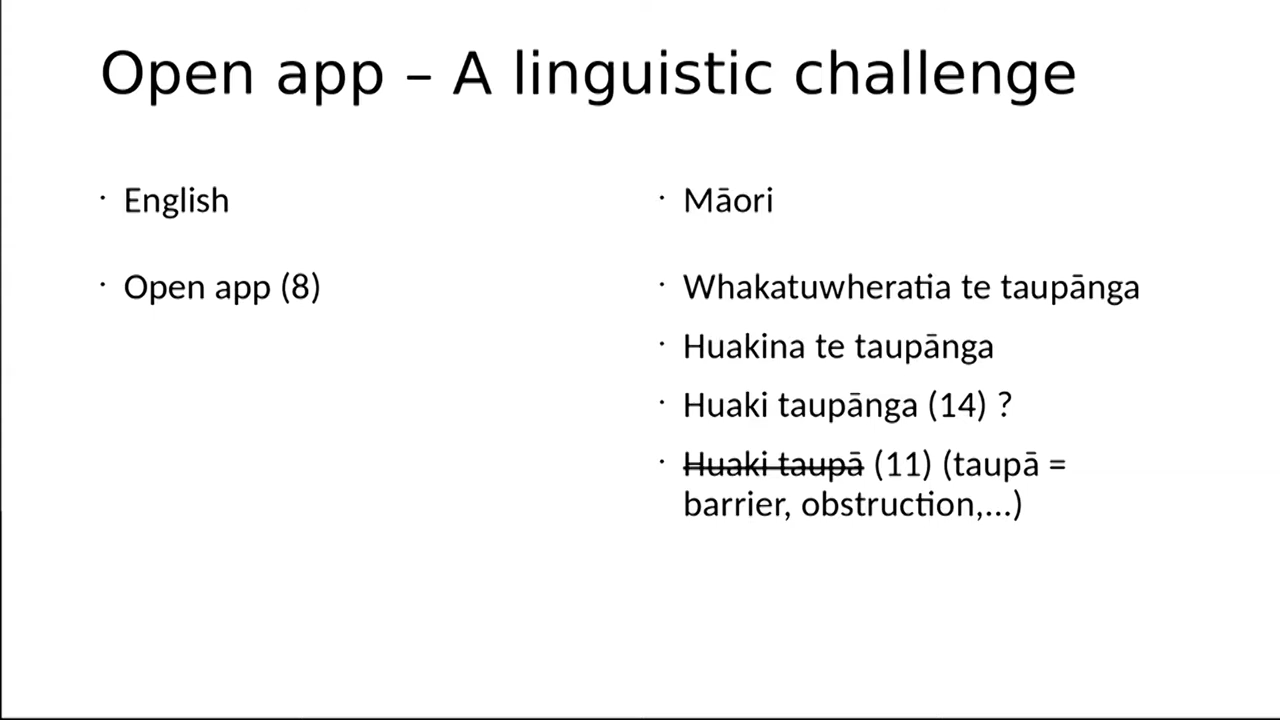 Open app – A linguistic challenge
· English
· Open app (8)
· Māori
· Whakatuwheratia te taupānga
· Huakina te taupānga
· Huaki taupānga (14) ?
· Huaki taupā (11) (taupā =
barrier, obstruction,...)